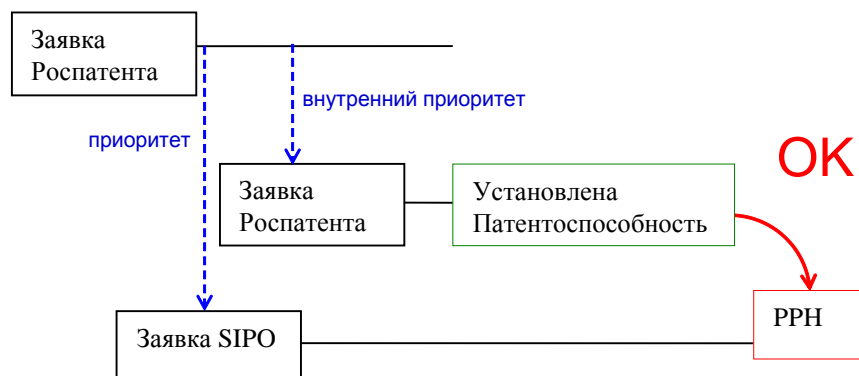 Заявка
Роспатента
внутренний приоритет
приоритет
OK
Заявка
Роспатента
Установлена
Патентоспособность
PPH
Заявка SIPO